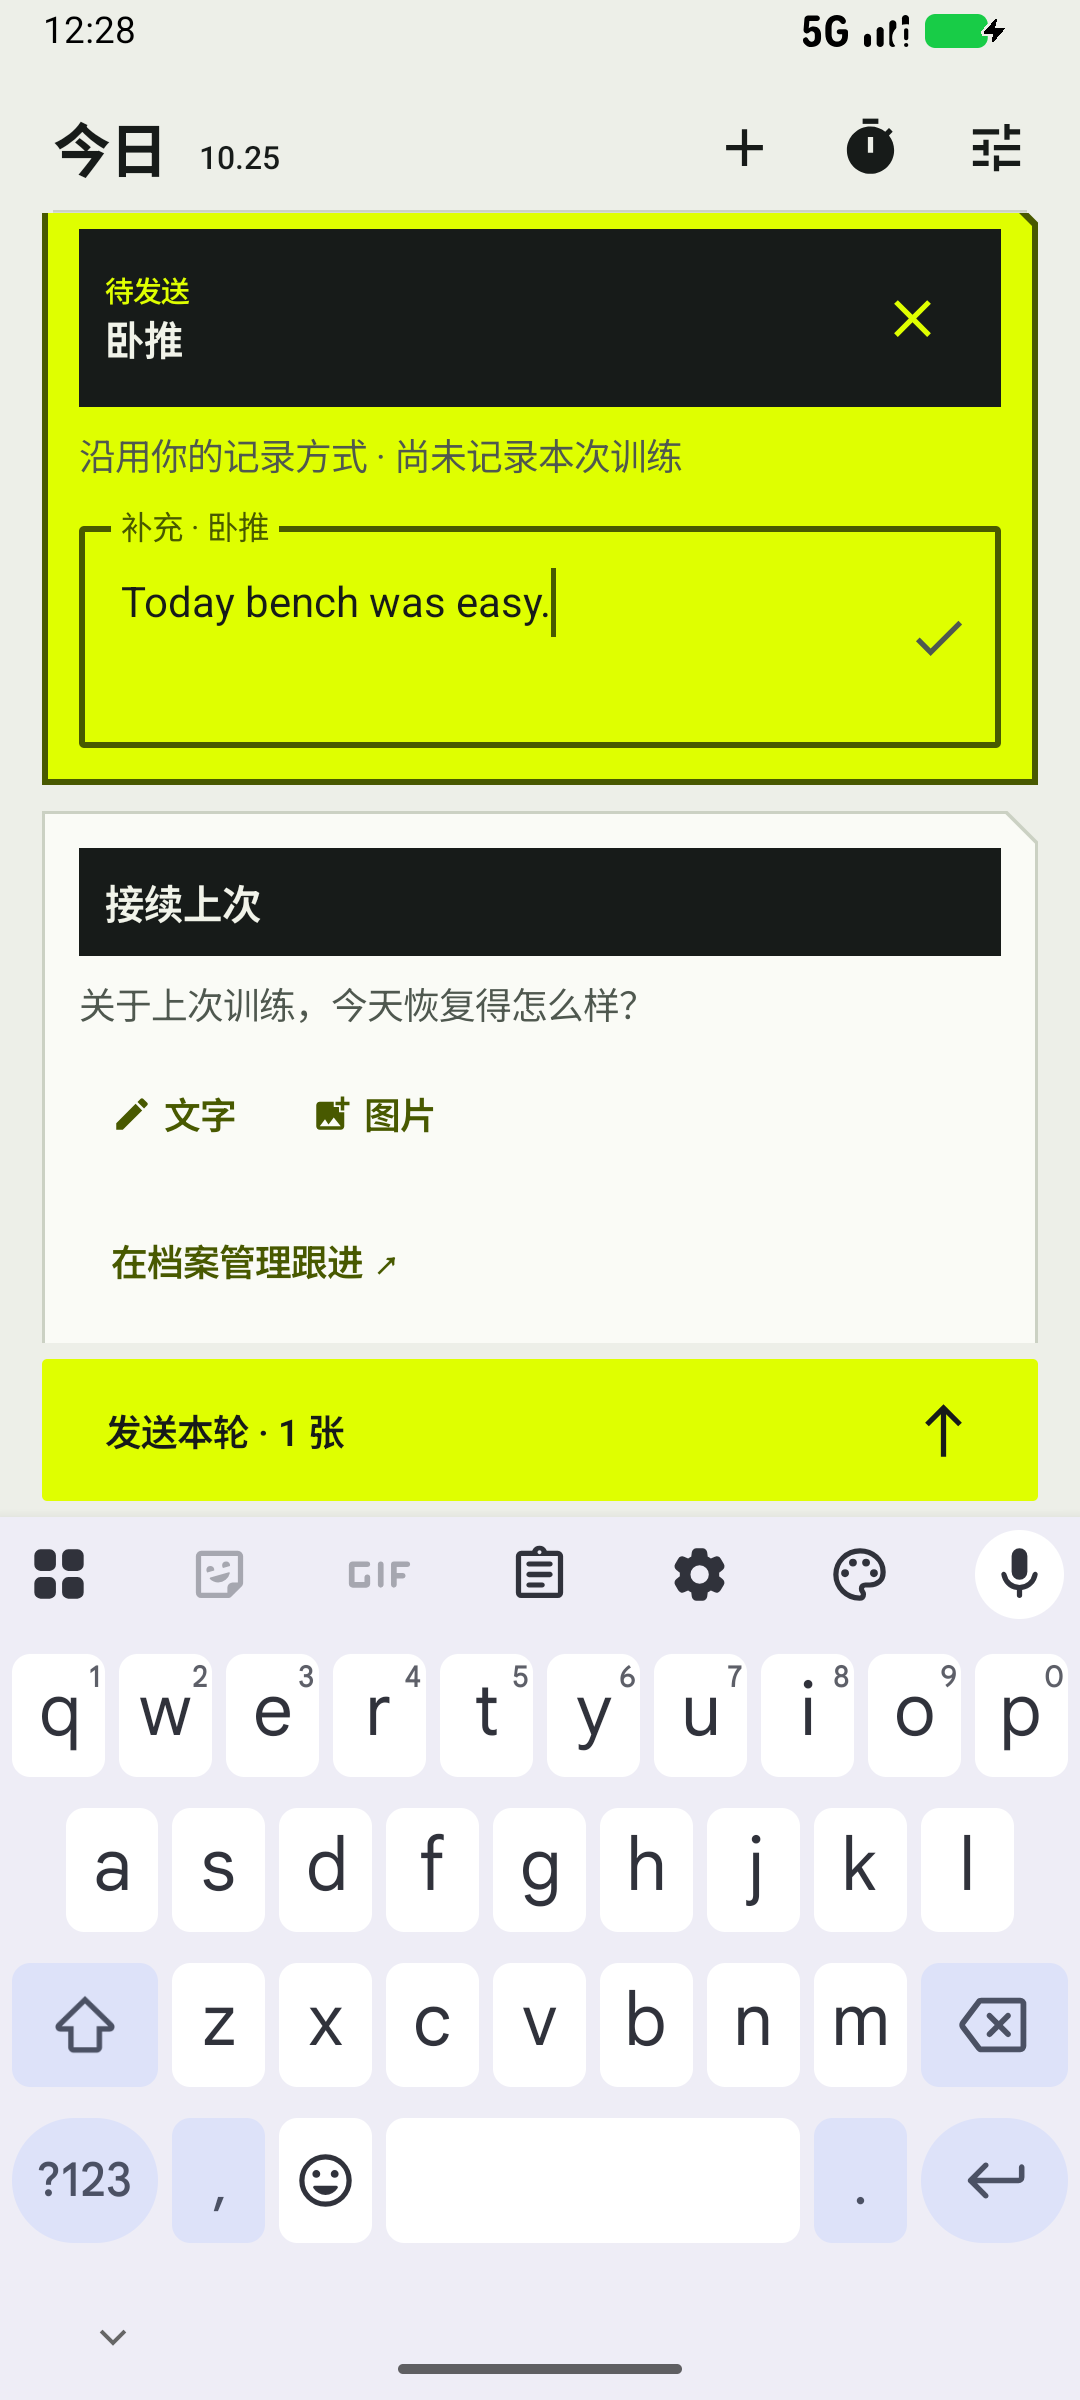 12:28
5G
今日 10.25
待发送
卧推
沿用你的记录方式 · 尚未记录本次训练
补充 · 卧推
Today bench was easy.
接续上次
关于上次训练，今天恢复得怎么样？
文字 图片
在档案管理跟进 ↗
发送本轮 · 1 张
GIF
q 1 w 2 e 3 r 4 t 5 y 6 u 7 i 8 o 9 p 0
a s d f g h j k l
z x c v b n m
?123 , .